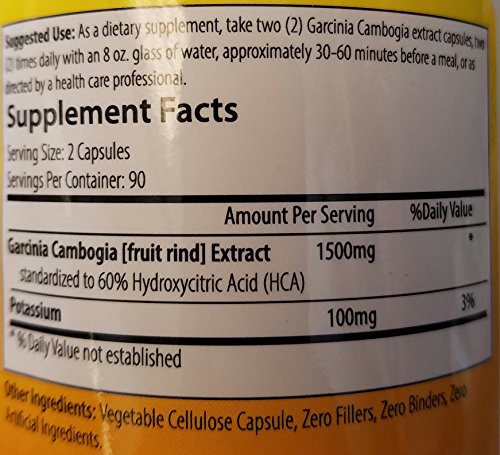 Suggested Use: As a dietary supplement, take two (2) Garcinia Cambogia extract capsules, two
(2) times daily with an 8 oz. glass of water, approximately 30-60 minutes before a meal, or as
directed by a health care professional.
Supplement Facts
Serving Size: 2 Capsules
Servings Per Container: 90
Amount Per Serving %Daily Value
Garcinia Cambogia [fruit rind] Extract 1500mg *
standardized to 60% Hydroxycitric Acid (HCA)
Potassium 100mg 3%
* % Daily Value not established
Other Ingredients: Vegetable Cellulose Capsule, Zero Fillers, Zero Binders, Zero
Artificial Ingredients.